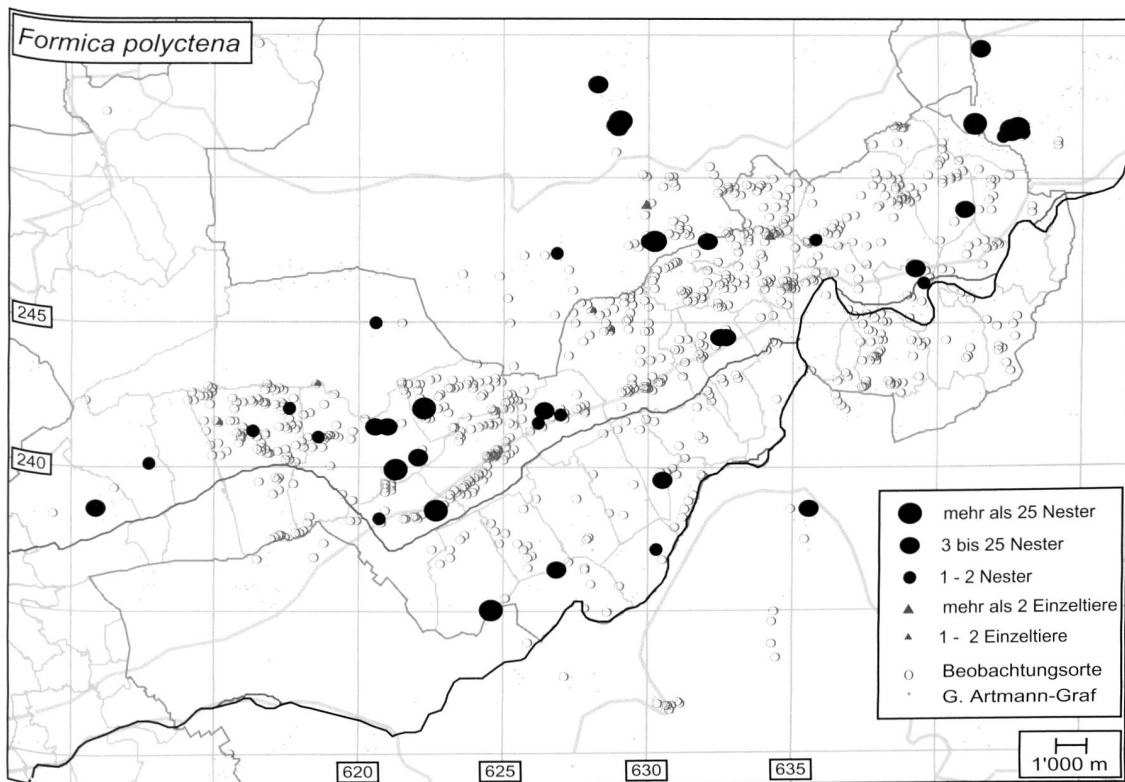 Formica polyctena
245
240
mehr als 25 Nester
3 bis 25 Nester
1 - 2 Nester
mehr als 2 Einzeltiere
1 - 2 Einzeltiere
Beobachtungsorte
G. Artmann-Graf
1'000 m
620
625
630
635